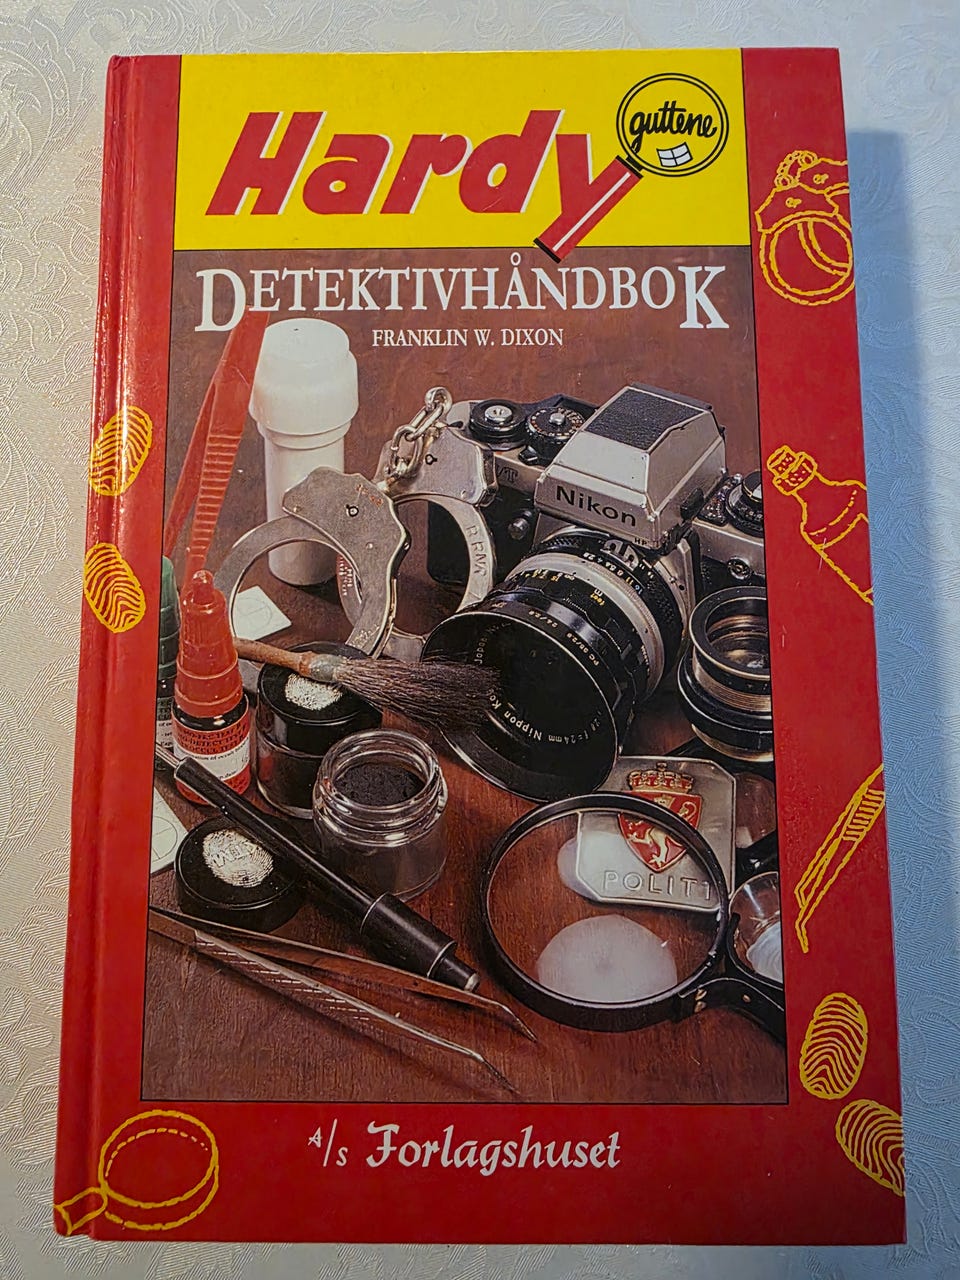 Hardy
guttene
DETEKTIVHÅNDBOK
FRANKLIN W. DIXON
Nikon
POLITI
A/S Forlagshuset